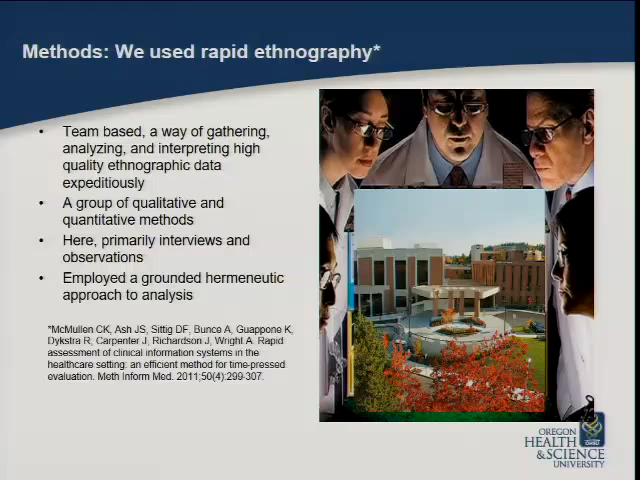 Methods: We used rapid ethnography*
• Team based, a way of gathering,
analyzing, and interpreting high
quality ethnographic data
expeditiously
• A group of qualitative and
quantitative methods
• Here, primarily interviews and
observations
• Employed a grounded hermeneutic
approach to analysis
*McMullen CK, Ash JS, Sittig DF, Bunce A, Guappone K,
Dykstra R, Carpenter J, Richardson J, Wright A. Rapid
assessment of clinical information systems in the
healthcare setting: an efficient method for time-pressed
evaluation. Meth Inform Med. 2011;50(4):299-307.
OREGON
HEALTH
&SCIENCE
UNIVERSITY